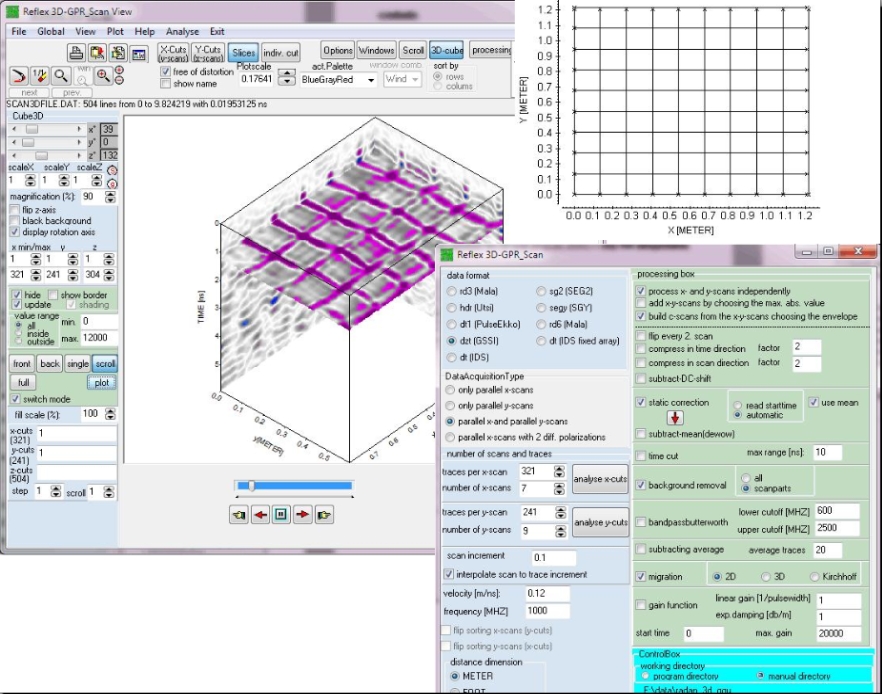 Reflex 3D-GPR_Scan View
File Global View Plot Help Analyse Exit
X-Cuts (y-scans) Y-Cuts (z-scans) Slices indiv. cut Options Windows Scroll 3D-cube processing
free of distortion Plotscale act.Palette window comb. sort by
show name 0.17641 BlueGrayRed Wind rows
colums
next prev.
SCAN3DFILE.DAT: 504 lines from 0 to 9.824219 with 0.01953125 ns
Cube3D
x° 39
y° 0
z° 132
scaleX scaleY scaleZ
1 1 1
magnification (%): 90
flip z-axis
black background
display rotation axis
x min/max y z
1 1 1
321 241 304
hide show border
update shading
value range min. 0
all
inside max. 12000
outside
front back single scroll
full plot
switch mode
fill scale (%): 100
x-cuts (321) 1
y-cuts (241) 1
z-cuts (504)
step 1 scroll 1
0
1
2
3
4
5
TIME [ns]
0.0 0.1 0.2 0.3 0.4 0.5
Y[METER]
0.7 0.6 0.5 0.4
1.2
1.1
1.0
0.9
0.8
0.7
0.6
0.5
0.4
0.3
0.2
0.1
0.0
Y [METER]
0.0 0.1 0.2 0.3 0.4 0.5 0.6 0.7 0.8 0.9 1.0 1.1 1.2
X [METER]
Reflex 3D-GPR_Scan
data format
rd3 (Mala) sg2 (SEG2)
hdr (Utsi) segy (SGY)
dt1 (PulseEkko) rd6 (Mala)
dzt (GSSI) dt (IDS fixed array)
dt (IDS)
DataAcquisitionType
only parallel x-scans
only parallel y-scans
parallel x-and parallel y-scans
parallel x-scans with 2 diff. polarizations
number of scans and traces
traces per x-scan 321
number of x-scans 7
analyse x-cuts
traces per y-scan 241
number of y-scans 9
analyse y-cuts
scan increment 0.1
interpolate scan to trace increment
velocity [m/ns]: 0.12
frequency [MHZ] 1000
flip sorting x-scans (y-cuts)
flip sorting y-scans (x-cuts)
distance dimension
METER
FOOT
processing box
process x- and y-scans independently
add x-y-scans by choosing the max. abs. value
build c-scans from the x-y-scans choosing the envelope
flip every 2. scan
compress in time direction factor 2
compress in scan direction factor 2
subtract-DC-shift
static correction read starttime use mean
automatic
subtract-mean(dewow)
time cut max range [ns]: 10
background removal all
scanparts
bandpassbutterworth lower cutoff [MHZ] 600
upper cutoff [MHZ] 2500
subtracting average average traces 20
migration 2D 3D Kirchhoff
gain function linear gain [1/pulsewidth] 1
exp.damping [db/m] 1
start time 0 max. gain 20000
ControlBox
working directory
program directory manual directory